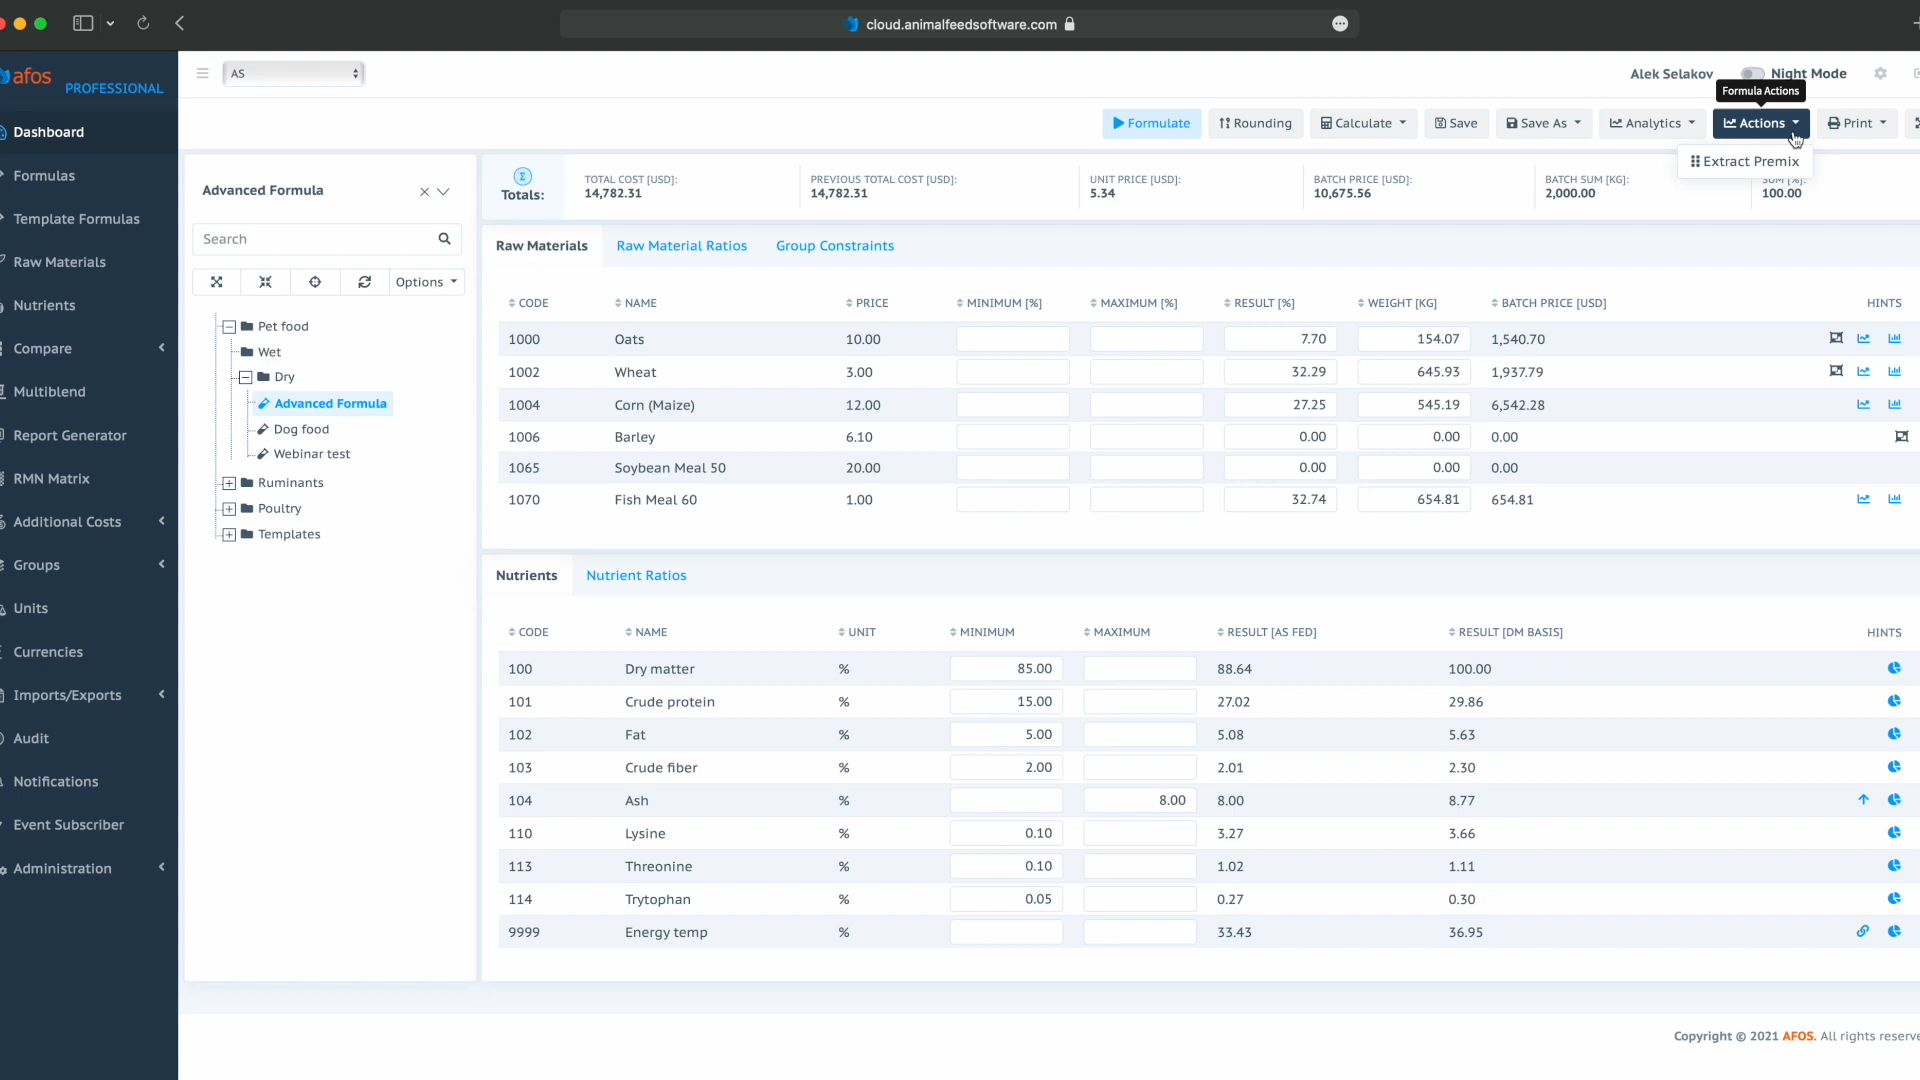 cloud.animalfeedsoftware.com
afos
PROFESSIONAL
AS
Alek Selakov
Night Mode
Formula Actions
Formulate
Rounding
Calculate
Save
Save As
Analytics
Actions
Print
Extract Premix
Dashboard
Formulas
Template Formulas
Raw Materials
Nutrients
Compare
Multiblend
Report Generator
RMN Matrix
Additional Costs
Groups
Units
Currencies
Imports/Exports
Audit
Notifications
Event Subscriber
Administration
Advanced Formula
Search
Options
Pet food
Wet
Dry
Advanced Formula
Dog food
Webinar test
Ruminants
Poultry
Templates
Totals:
TOTAL COST [USD]:
14,782.31
PREVIOUS TOTAL COST [USD]:
14,782.31
UNIT PRICE [USD]:
5.34
BATCH PRICE [USD]:
10,675.56
BATCH SUM [KG]:
2,000.00
SUM [%]:
100.00
Raw Materials Raw Material Ratios Group Constraints
CODE NAME PRICE MINIMUM [%] MAXIMUM [%] RESULT [%] WEIGHT [KG] BATCH PRICE [USD] HINTS
1000 Oats 10.00 7.70 154.07 1,540.70
1002 Wheat 3.00 32.29 645.93 1,937.79
1004 Corn (Maize) 12.00 27.25 545.19 6,542.28
1006 Barley 6.10 0.00 0.00 0.00
1065 Soybean Meal 50 20.00 0.00 0.00 0.00
1070 Fish Meal 60 1.00 32.74 654.81 654.81
Nutrients Nutrient Ratios
CODE NAME UNIT MINIMUM MAXIMUM RESULT [AS FED] RESULT [DM BASIS] HINTS
100 Dry matter % 85.00 88.64 100.00
101 Crude protein % 15.00 27.02 29.86
102 Fat % 5.00 5.08 5.63
103 Crude fiber % 2.00 2.01 2.30
104 Ash % 8.00 8.00 8.77
110 Lysine % 0.10 3.27 3.66
113 Threonine % 0.10 1.02 1.11
114 Trytophan % 0.05 0.27 0.30
9999 Energy temp % 33.43 36.95
Copyright © 2021 AFOS. All rights reserve